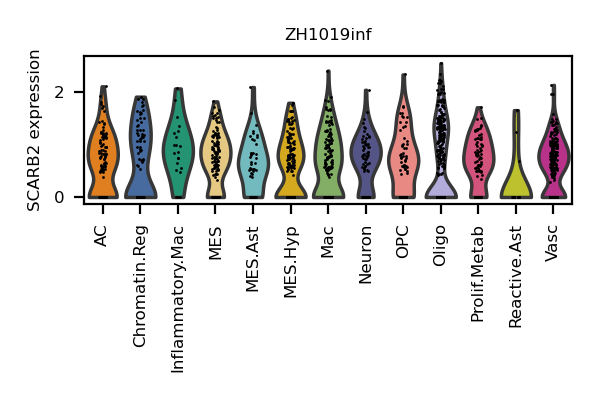 ZH1019inf
SCARB2 expression
2
0
AC
Chromatin.Reg
Inflammatory.Mac
MES
MES.Ast
MES.Hyp
Mac
Neuron
OPC
Oligo
Prolif.Metab
Reactive.Ast
Vasc